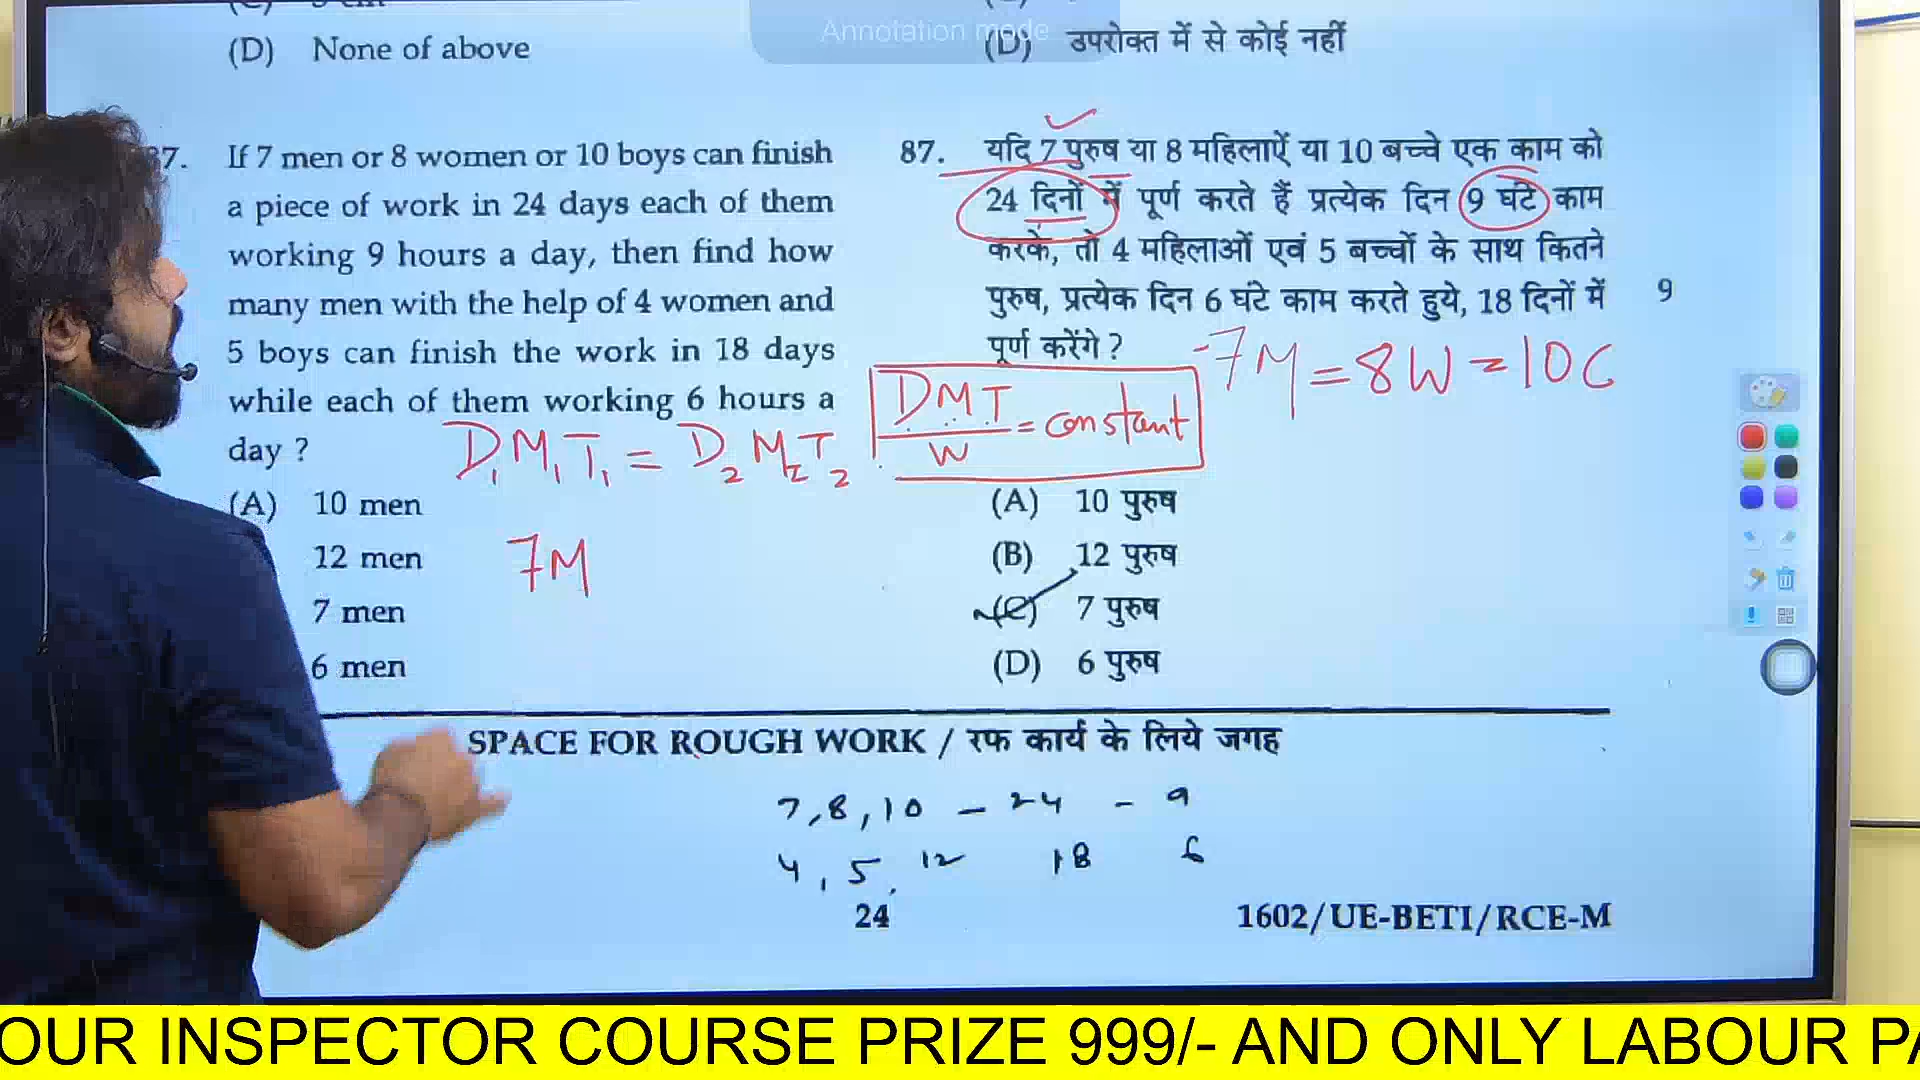 Annotation mode
(D) None of above
(D) उपरोक्त में से कोई नहीं
37. If 7 men or 8 women or 10 boys can finish
a piece of work in 24 days each of them
working 9 hours a day, then find how
many men with the help of 4 women and
5 boys can finish the work in 18 days
while each of them working 6 hours a
day ?
D₁M₁T₁ = D₂M₂T₂
(A) 10 men
12 men
7 men
6 men
7M
87. यदि 7 पुरुष या 8 महिलाऐं या 10 बच्चे एक काम को
24 दिनों में पूर्ण करते हैं प्रत्येक दिन 9 घंटे काम
करके, तो 4 महिलाओं एवं 5 बच्चों के साथ कितने
पुरुष, प्रत्येक दिन 6 घंटे काम करते हुये, 18 दिनों में
पूर्ण करेंगे ?
9
7M = 8W = 10C
DMT/W = constant
(A) 10 पुरुष
(B) 12 पुरुष
(C) 7 पुरुष
(D) 6 पुरुष
SPACE FOR ROUGH WORK / रफ कार्य के लिये जगह
7, 8, 10 - 24 - 9
4, 5, 12 18 6
24
1602/UE-BETI/RCE-M
OUR INSPECTOR COURSE PRIZE 999/- AND ONLY LABOUR PA